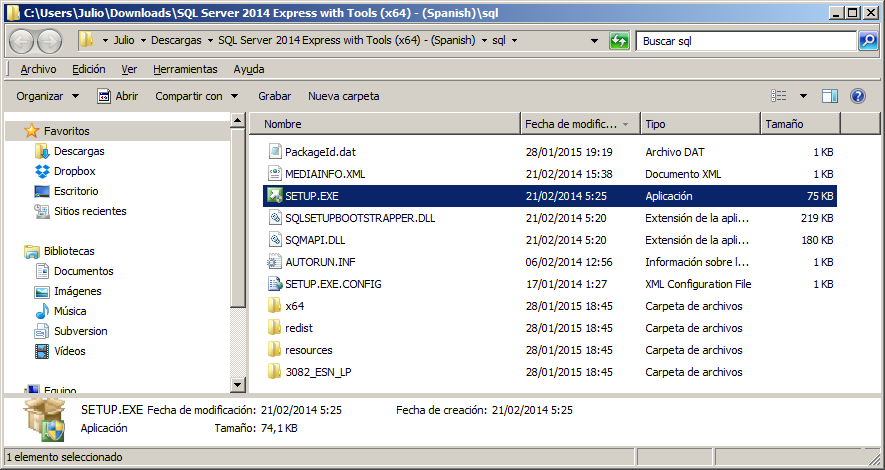 C:\Users\Julio\Downloads\SQL Server 2014 Express with Tools (x64) - (Spanish)\sql
Julio Descargas SQL Server 2014 Express with Tools (x64) - (Spanish) sql Buscar sql
Archivo Edición Ver Herramientas Ayuda
Organizar Abrir Compartir con Grabar Nueva carpeta
Favoritos
Descargas
Dropbox
Escritorio
Sitios recientes
Bibliotecas
Documentos
Imágenes
Música
Subversion
Vídeos
Equipo
Nombre Fecha de modific... Tipo Tamaño
PackageId.dat 28/01/2015 19:19 Archivo DAT 1 KB
MEDIAINFO.XML 21/02/2014 15:38 Documento XML 1 KB
SETUP.EXE 21/02/2014 5:25 Aplicación 75 KB
SQLSETUPBOOTSTRAPPER.DLL 21/02/2014 5:20 Extensión de la apli... 219 KB
SQMAPI.DLL 21/02/2014 5:20 Extensión de la apli... 180 KB
AUTORUN.INF 06/02/2014 12:56 Información sobre l... 1 KB
SETUP.EXE.CONFIG 17/01/2014 1:27 XML Configuration File 1 KB
x64 28/01/2015 18:45 Carpeta de archivos
redist 28/01/2015 18:45 Carpeta de archivos
resources 28/01/2015 18:45 Carpeta de archivos
3082_ESN_LP 28/01/2015 18:45 Carpeta de archivos
SETUP.EXE Fecha de modificación: 21/02/2014 5:25 Fecha de creación: 21/02/2014 5:25
Aplicación Tamaño: 74,1 KB
1 elemento seleccionado